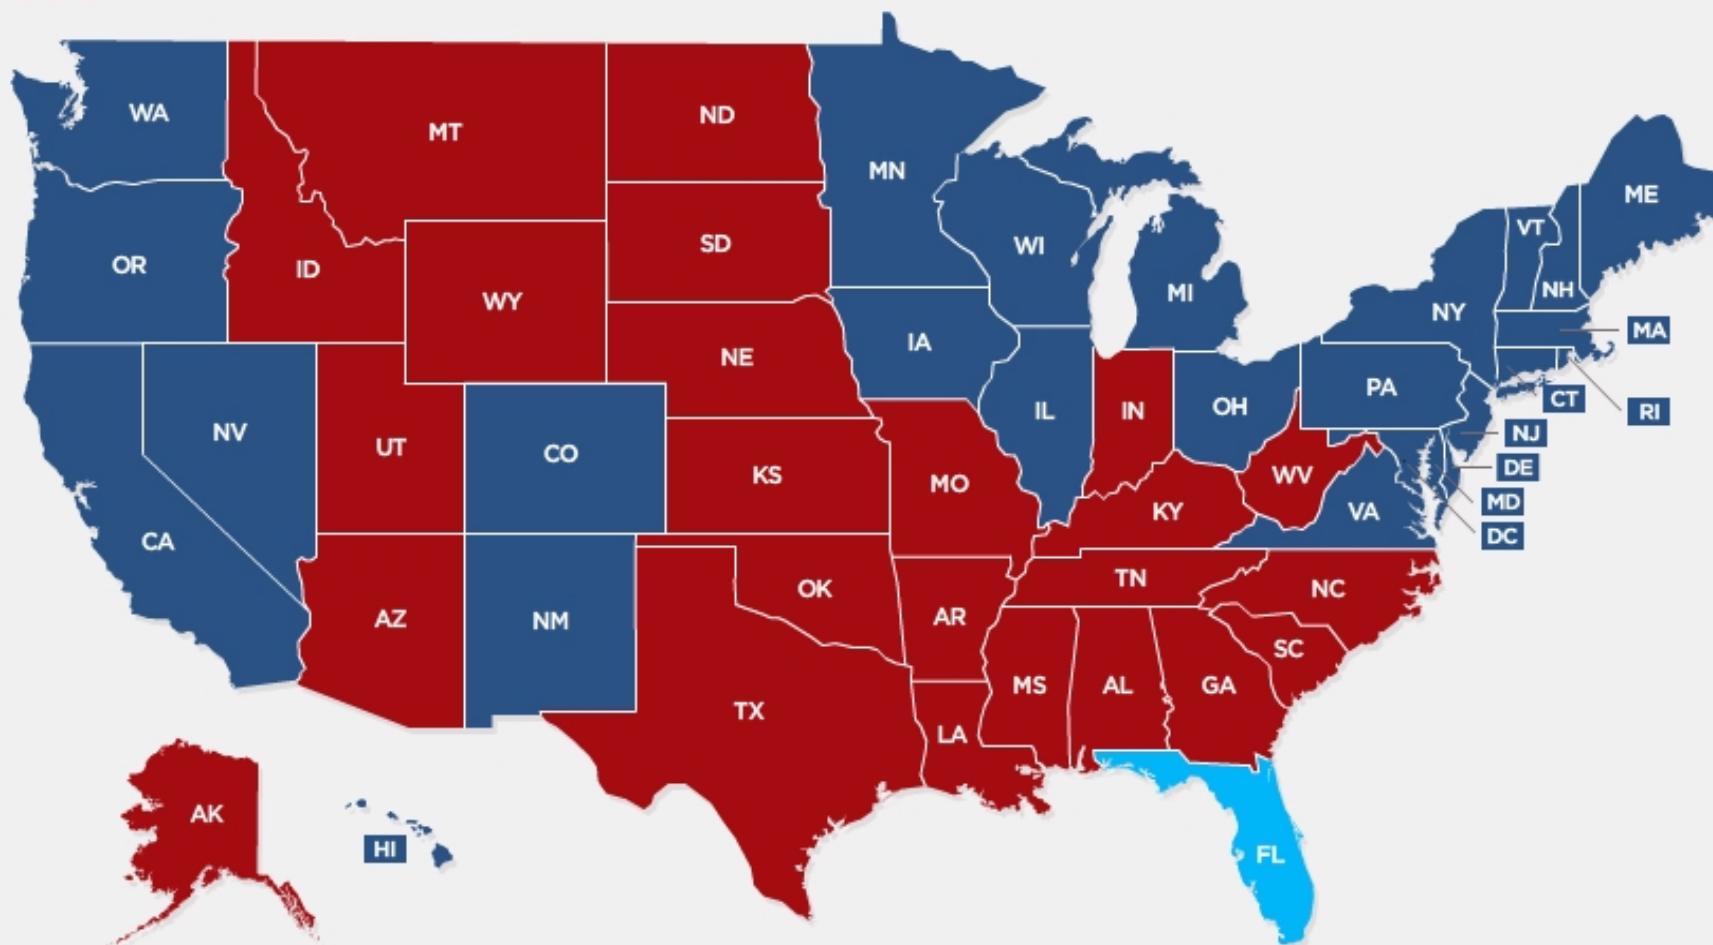 WA
MT
ND
MN
ME
VT
OR
ID
SD
WI
MI
NH
WY
NY
MA
NE
IA
PA
CT
RI
NV
UT
CO
KS
MO
IL
IN
OH
NJ
DE
MD
DC
WV
VA
KY
CA
AZ
NM
OK
AR
TN
NC
SC
TX
LA
MS
AL
GA
AK
HI
FL